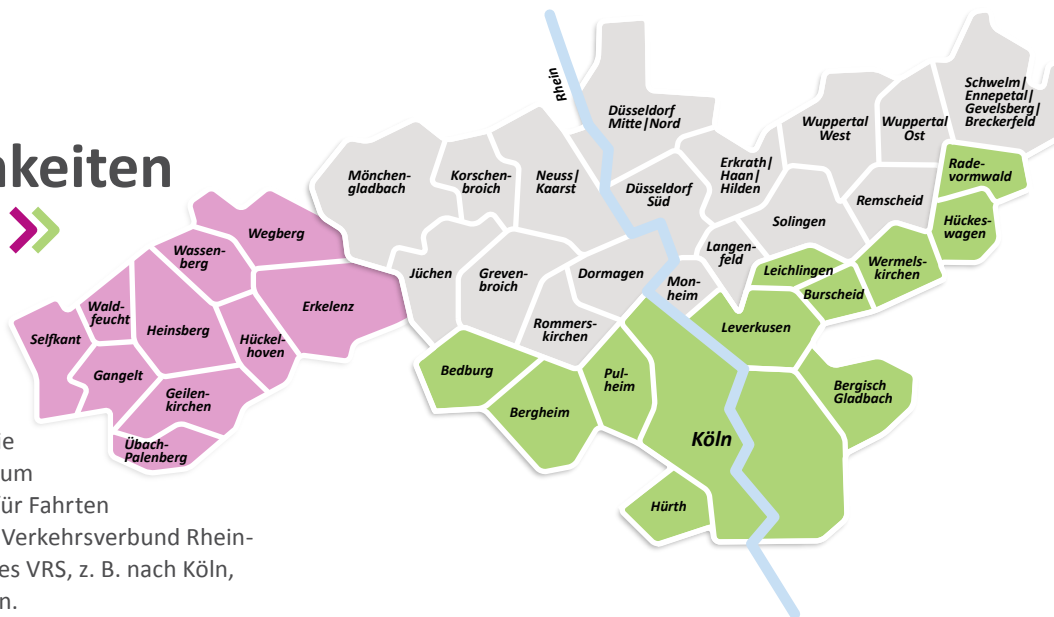 Rhein
Düsseldorf
Mitte|Nord
Schwelm|
Ennepetal|
Gevelsberg|
Breckerfeld
Wuppertal
West
Wuppertal
Ost
keiten
Mönchen-
gladbach
Korschen-
broich
Neuss|
Kaarst
Düsseldorf
Süd
Erkrath|
Haan|
Hilden
Rade-
vormwald
Solingen
Remscheid
Hückes-
wagen
Wegberg
Wassen-
berg
Jüchen
Greven-
broich
Dormagen
Langen-
feld
Mon-
heim
Leichlingen
Wermels-
kirchen
Burscheid
Wald-
feucht
Erkelenz
Selfkant
Heinsberg
Hückel-
hoven
Rommers-
kirchen
Leverkusen
Gangelt
Geilen-
kirchen
Bedburg
Bergheim
Pul-
heim
Bergisch
Gladbach
Köln
Übach-
Palenberg
Hürth
ie
um
für Fahrten
Verkehrsverbund Rhein-
es VRS, z. B. nach Köln,
n.